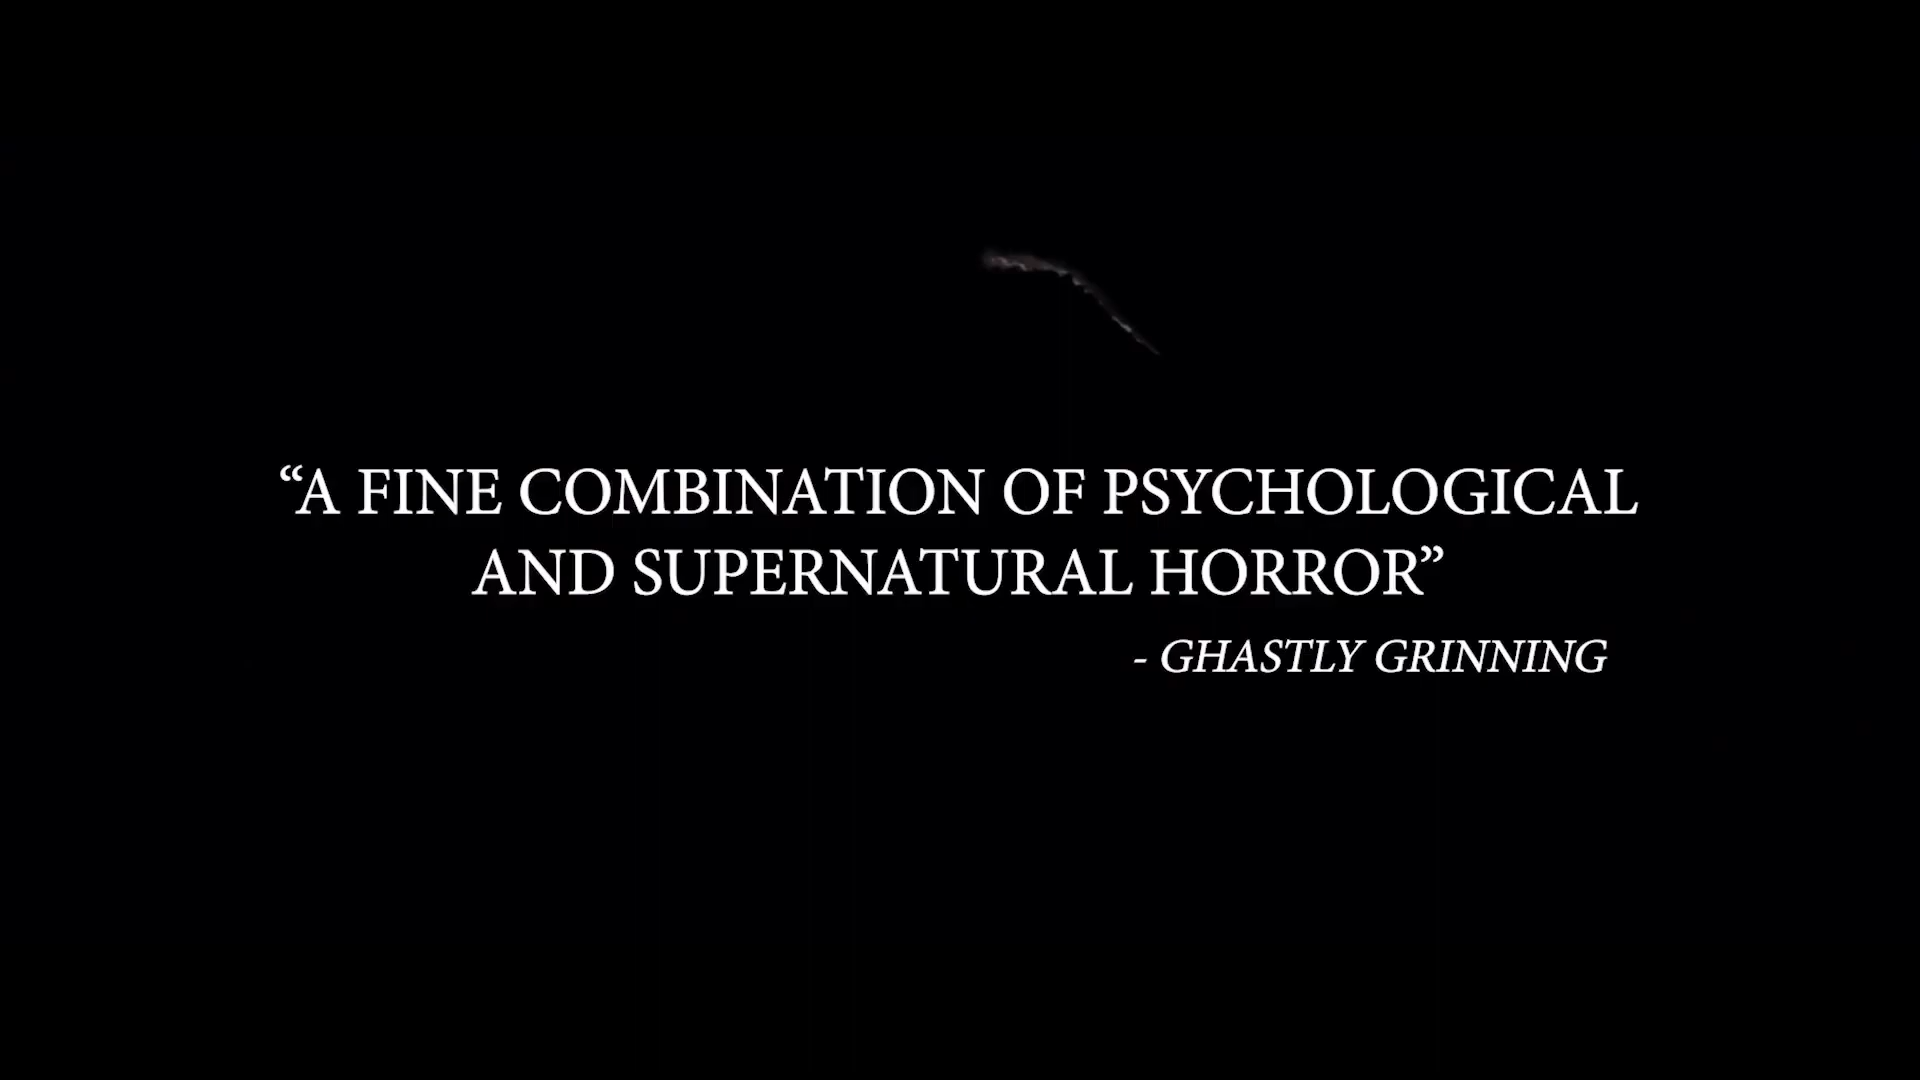 “A FINE COMBINATION OF PSYCHOLOGICAL
AND SUPERNATURAL HORROR”
- GHASTLY GRINNING